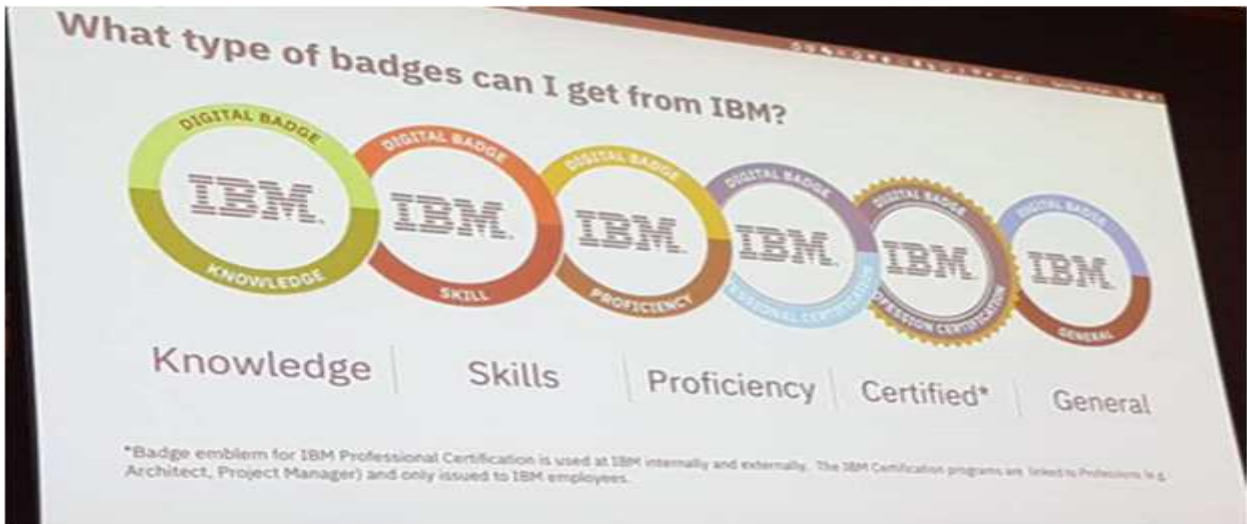 What type of badges can I get from IBM?
DIGITAL BADGE
IBM.
KNOWLEDGE
DIGITAL BADGE
IBM.
SKILL
DIGITAL BADGE
IBM.
PROFICIENCY
DIGITAL BADGE
IBM.
CERTIFICATION
DIGITAL BADGE
IBM.
CERTIFICATION
DIGITAL BADGE
IBM.
GENERAL
Knowledge
Skills
Proficiency
Certified*
General
*Badge emblem for IBM Professional Certification is used at IBM internally and externally. The IBM Certification programs are linked to Professions (e.g.
Architect, Project Manager) and only issued to IBM employees.